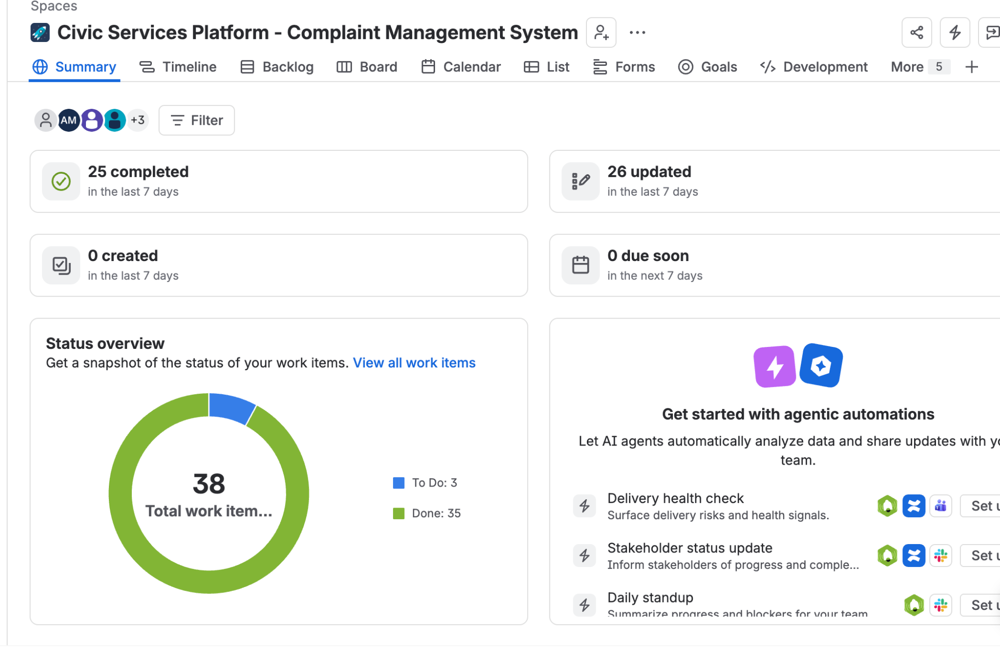 Spaces
Civic Services Platform - Complaint Management System
Summary
Timeline
Backlog
Board
Calendar
List
Forms
Goals
Development
More 5
AM
+3
Filter
25 completed
in the last 7 days
26 updated
in the last 7 days
0 created
in the last 7 days
0 due soon
in the next 7 days
Status overview
Get a snapshot of the status of your work items. View all work items
38
Total work item...
To Do: 3
Done: 35
Get started with agentic automations
Let AI agents automatically analyze data and share updates with
team.
Delivery health check
Surface delivery risks and health signals.
Set
Stakeholder status update
Inform stakeholders of progress and comple...
Set
Daily standup
Summarize progress and blockers for your team
Set